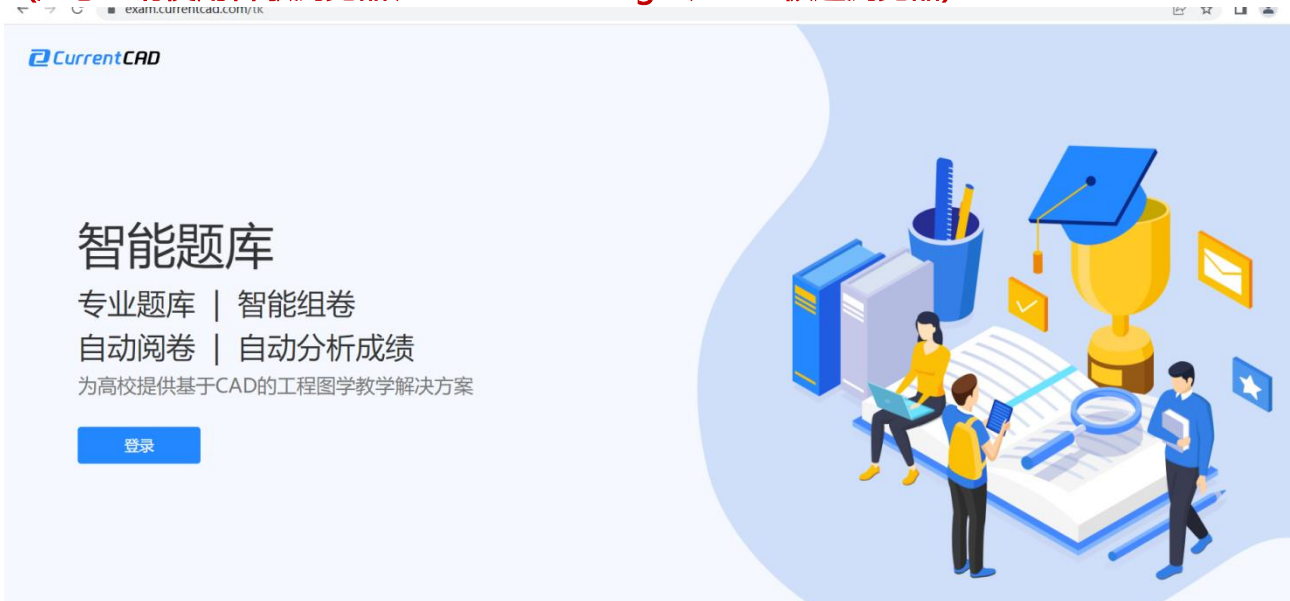 exam.currentcad.com/tk
CurrentCAD
智能题库
专业题库 | 智能组卷
自动阅卷 | 自动分析成绩
为高校提供基于CAD的工程图学教学解决方案
登录